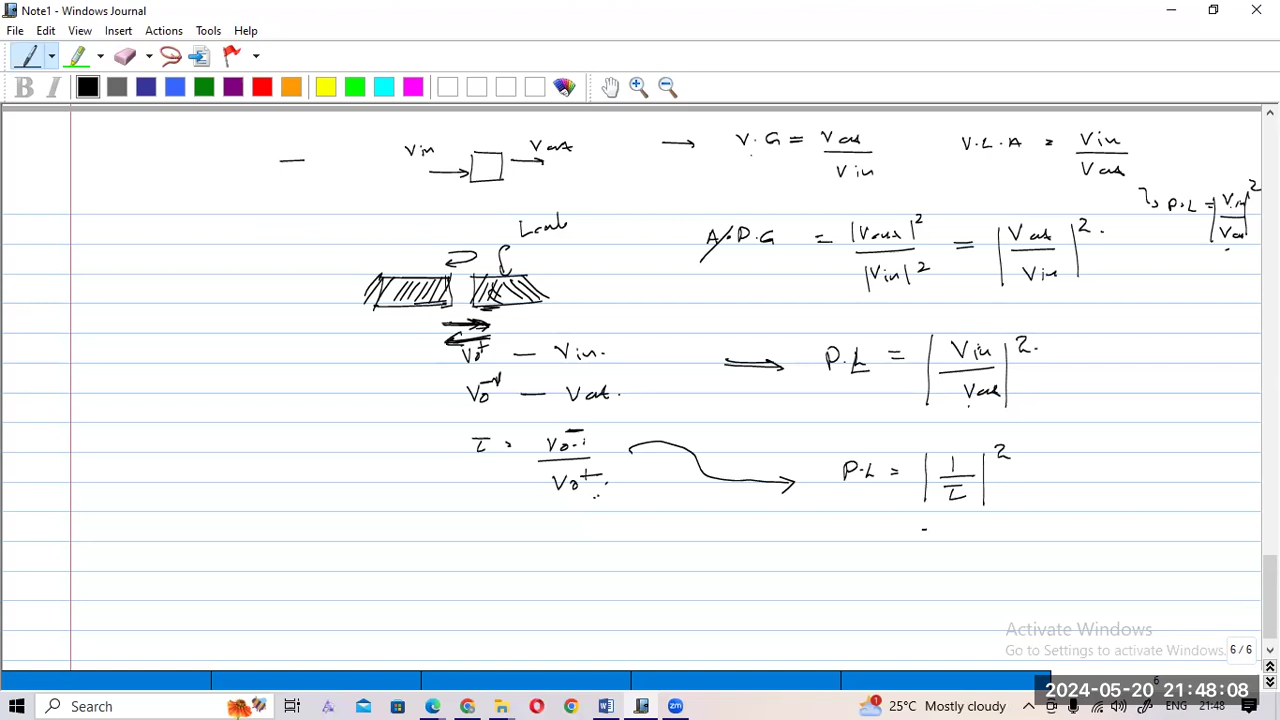 Note1 - Windows Journal
File Edit View Insert Actions Tools Help
B I
Vin Vout → V.G = Vout / Vin V.L.A = Vin / Vout
P.L = |Vin / Vout|²
Load
A/P.G = |Vout|² / |Vin|² = |Vout / Vin|².
V0+ — Vin. ⟹ P.L = |Vin / Vout|².
V0- — Vout.
τ = V0- / V0+ → P.L = |1 / τ|²
Activate Windows
Go to Settings to activate Windows.
6/6
6
2024-05-20 21:48:08
Search
1
25°C Mostly cloudy
21:48